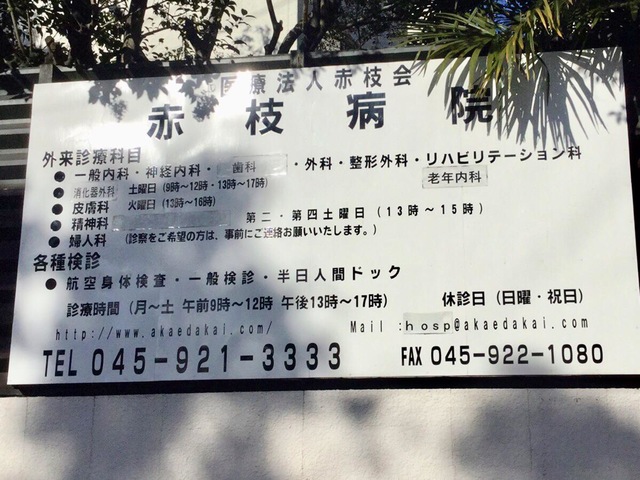 医療法人赤枝会
赤枝病院
外来診療科目
● 一般内科・神経内科・歯科・外科・整形外科・リハビリテーション科
老年内科
● 消化器外科 土曜日(9時〜12時・13時〜17時)
● 皮膚科 火曜日(13時〜16時)
● 精神科 第二・第四土曜日(13時〜15時)
● 婦人科 (診察をご希望の方は、事前にご連絡お願いいたします。)
各種検診
● 航空身体検査・一般検診・半日人間ドック
診療時間(月〜土 午前9時〜12時 午後13時〜17時) 休診日(日曜・祝日)
http://www.akaedakai.com/ Mail :hosp@akaedakai.com
TEL 045-921-3333 FAX 045-922-1080